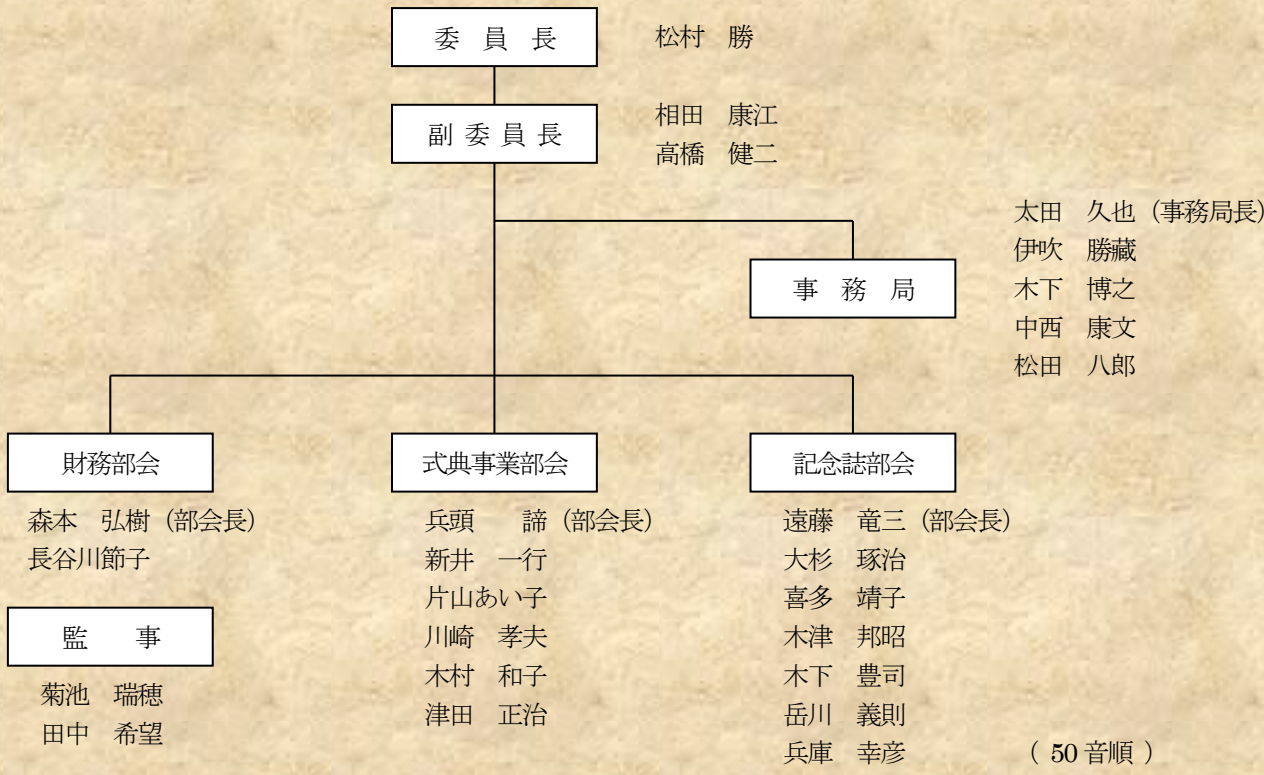 委 員 長
松村　勝
副 委 員 長
相田　康江
高橋　健二
太田　久也（事務局長）
伊吹　勝藏
木下　博之
中西　康文
松田　八郎
事　務　局
財務部会
森本　弘樹（部会長）
長谷川節子
監　　事
菊池　瑞穂
田中　希望
式典事業部会
兵頭　　諦（部会長）
新井　一行
片山あい子
川崎　孝夫
木村　和子
津田　正治
記念誌部会
遠藤　竜三（部会長）
大杉　琢治
喜多　靖子
木津　邦昭
木下　豊司
岳川　義則
兵庫　幸彦
（ 50 音順 ）